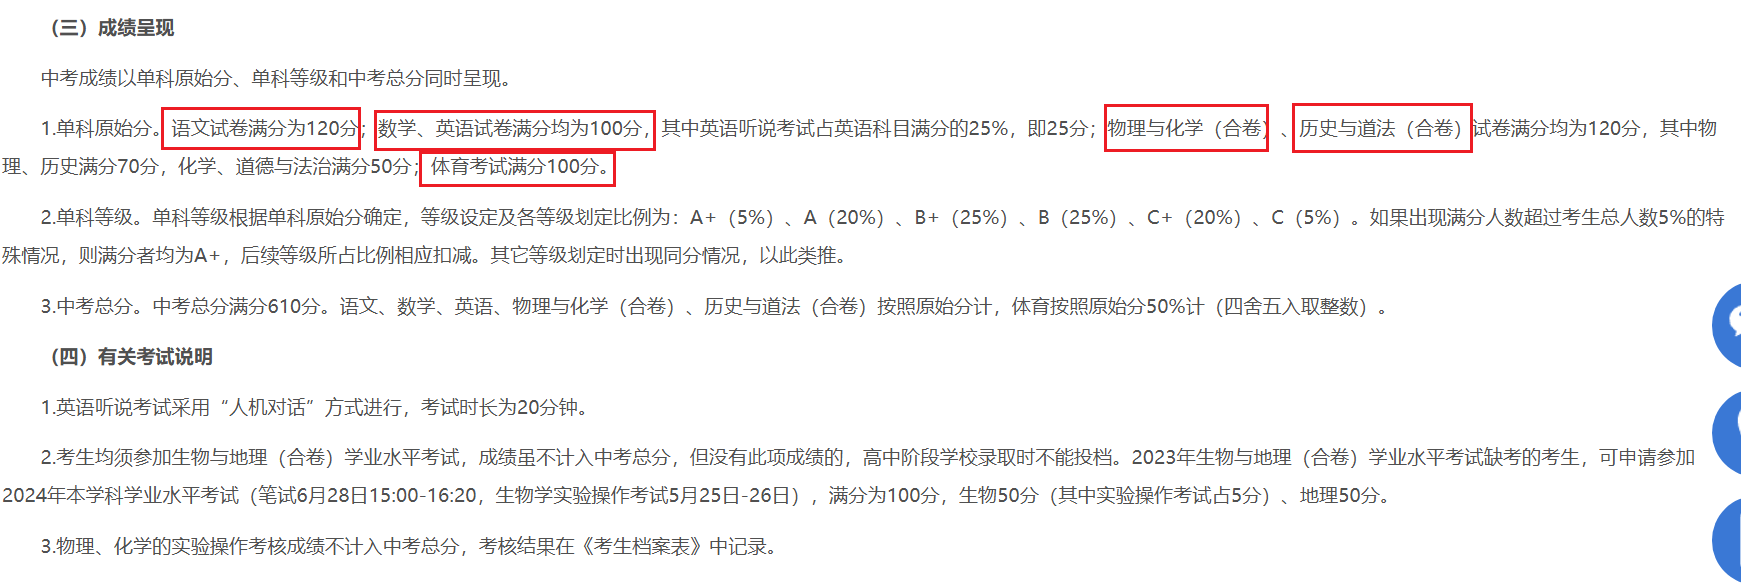 （三）成绩呈现
中考成绩以单科原始分、单科等级和中考总分同时呈现。
1.单科原始分。语文试卷满分为120分；数学、英语试卷满分均为100分，其中英语听说考试占英语科目满分的25%，即25分；物理与化学（合卷）、历史与道法（合卷）试卷满分均为120分，其中物
理、历史满分70分，化学、道德与法治满分50分；体育考试满分100分。
2.单科等级。单科等级根据单科原始分确定，等级设定及各等级划定比例为：A+（5%）、A（20%）、B+（25%）、B（25%）、C+（20%）、C（5%）。如果出现满分人数超过考生总人数5%的特
殊情况，则满分者均为A+，后续等级所占比例相应扣减。其它等级划定时出现同分情况，以此类推。
3.中考总分。中考总分满分610分。语文、数学、英语、物理与化学（合卷）、历史与道法（合卷）按照原始分计，体育按照原始分50%计（四舍五入取整数）。
（四）有关考试说明
1.英语听说考试采用“人机对话”方式进行，考试时长为20分钟。
2.考生均须参加生物与地理（合卷）学业水平考试，成绩虽不计入中考总分，但没有此项成绩的，高中阶段学校录取时不能投档。2023年生物与地理（合卷）学业水平考试缺考的考生，可申请参加
2024年本学科学业水平考试（笔试6月28日15:00-16:20，生物学实验操作考试5月25日-26日），满分为100分，生物50分（其中实验操作考试占5分）、地理50分。
3.物理、化学的实验操作考核成绩不计入中考总分，考核结果在《考生档案表》中记录。